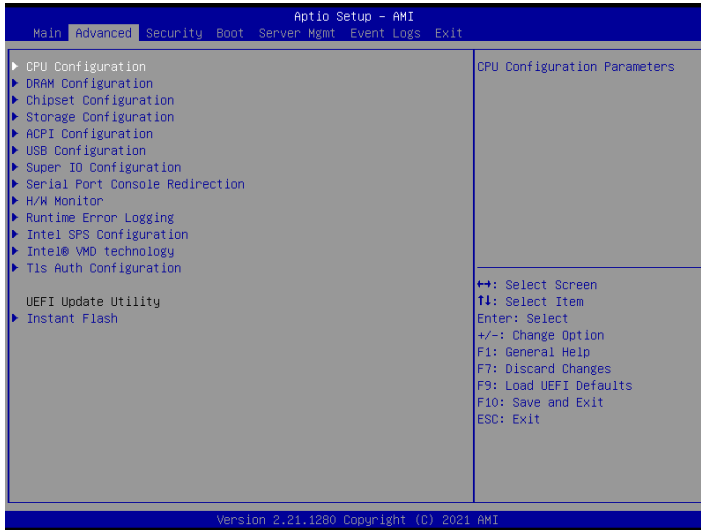 Aptio Setup - AMI
Main Advanced Security Boot Server Mgmt Event Logs Exit
CPU Configuration
DRAM Configuration
Chipset Configuration
Storage Configuration
ACPI Configuration
USB Configuration
Super IO Configuration
Serial Port Console Redirection
H/W Monitor
Runtime Error Logging
Intel SPS Configuration
Intel® VMD technology
Tls Auth Configuration
UEFI Update Utility
Instant Flash
CPU Configuration Parameters
↔: Select Screen
↑↓: Select Item
Enter: Select
+/-: Change Option
F1: General Help
F7: Discard Changes
F9: Load UEFI Defaults
F10: Save and Exit
ESC: Exit
Version 2.21.1280 Copyright (C) 2021 AMI